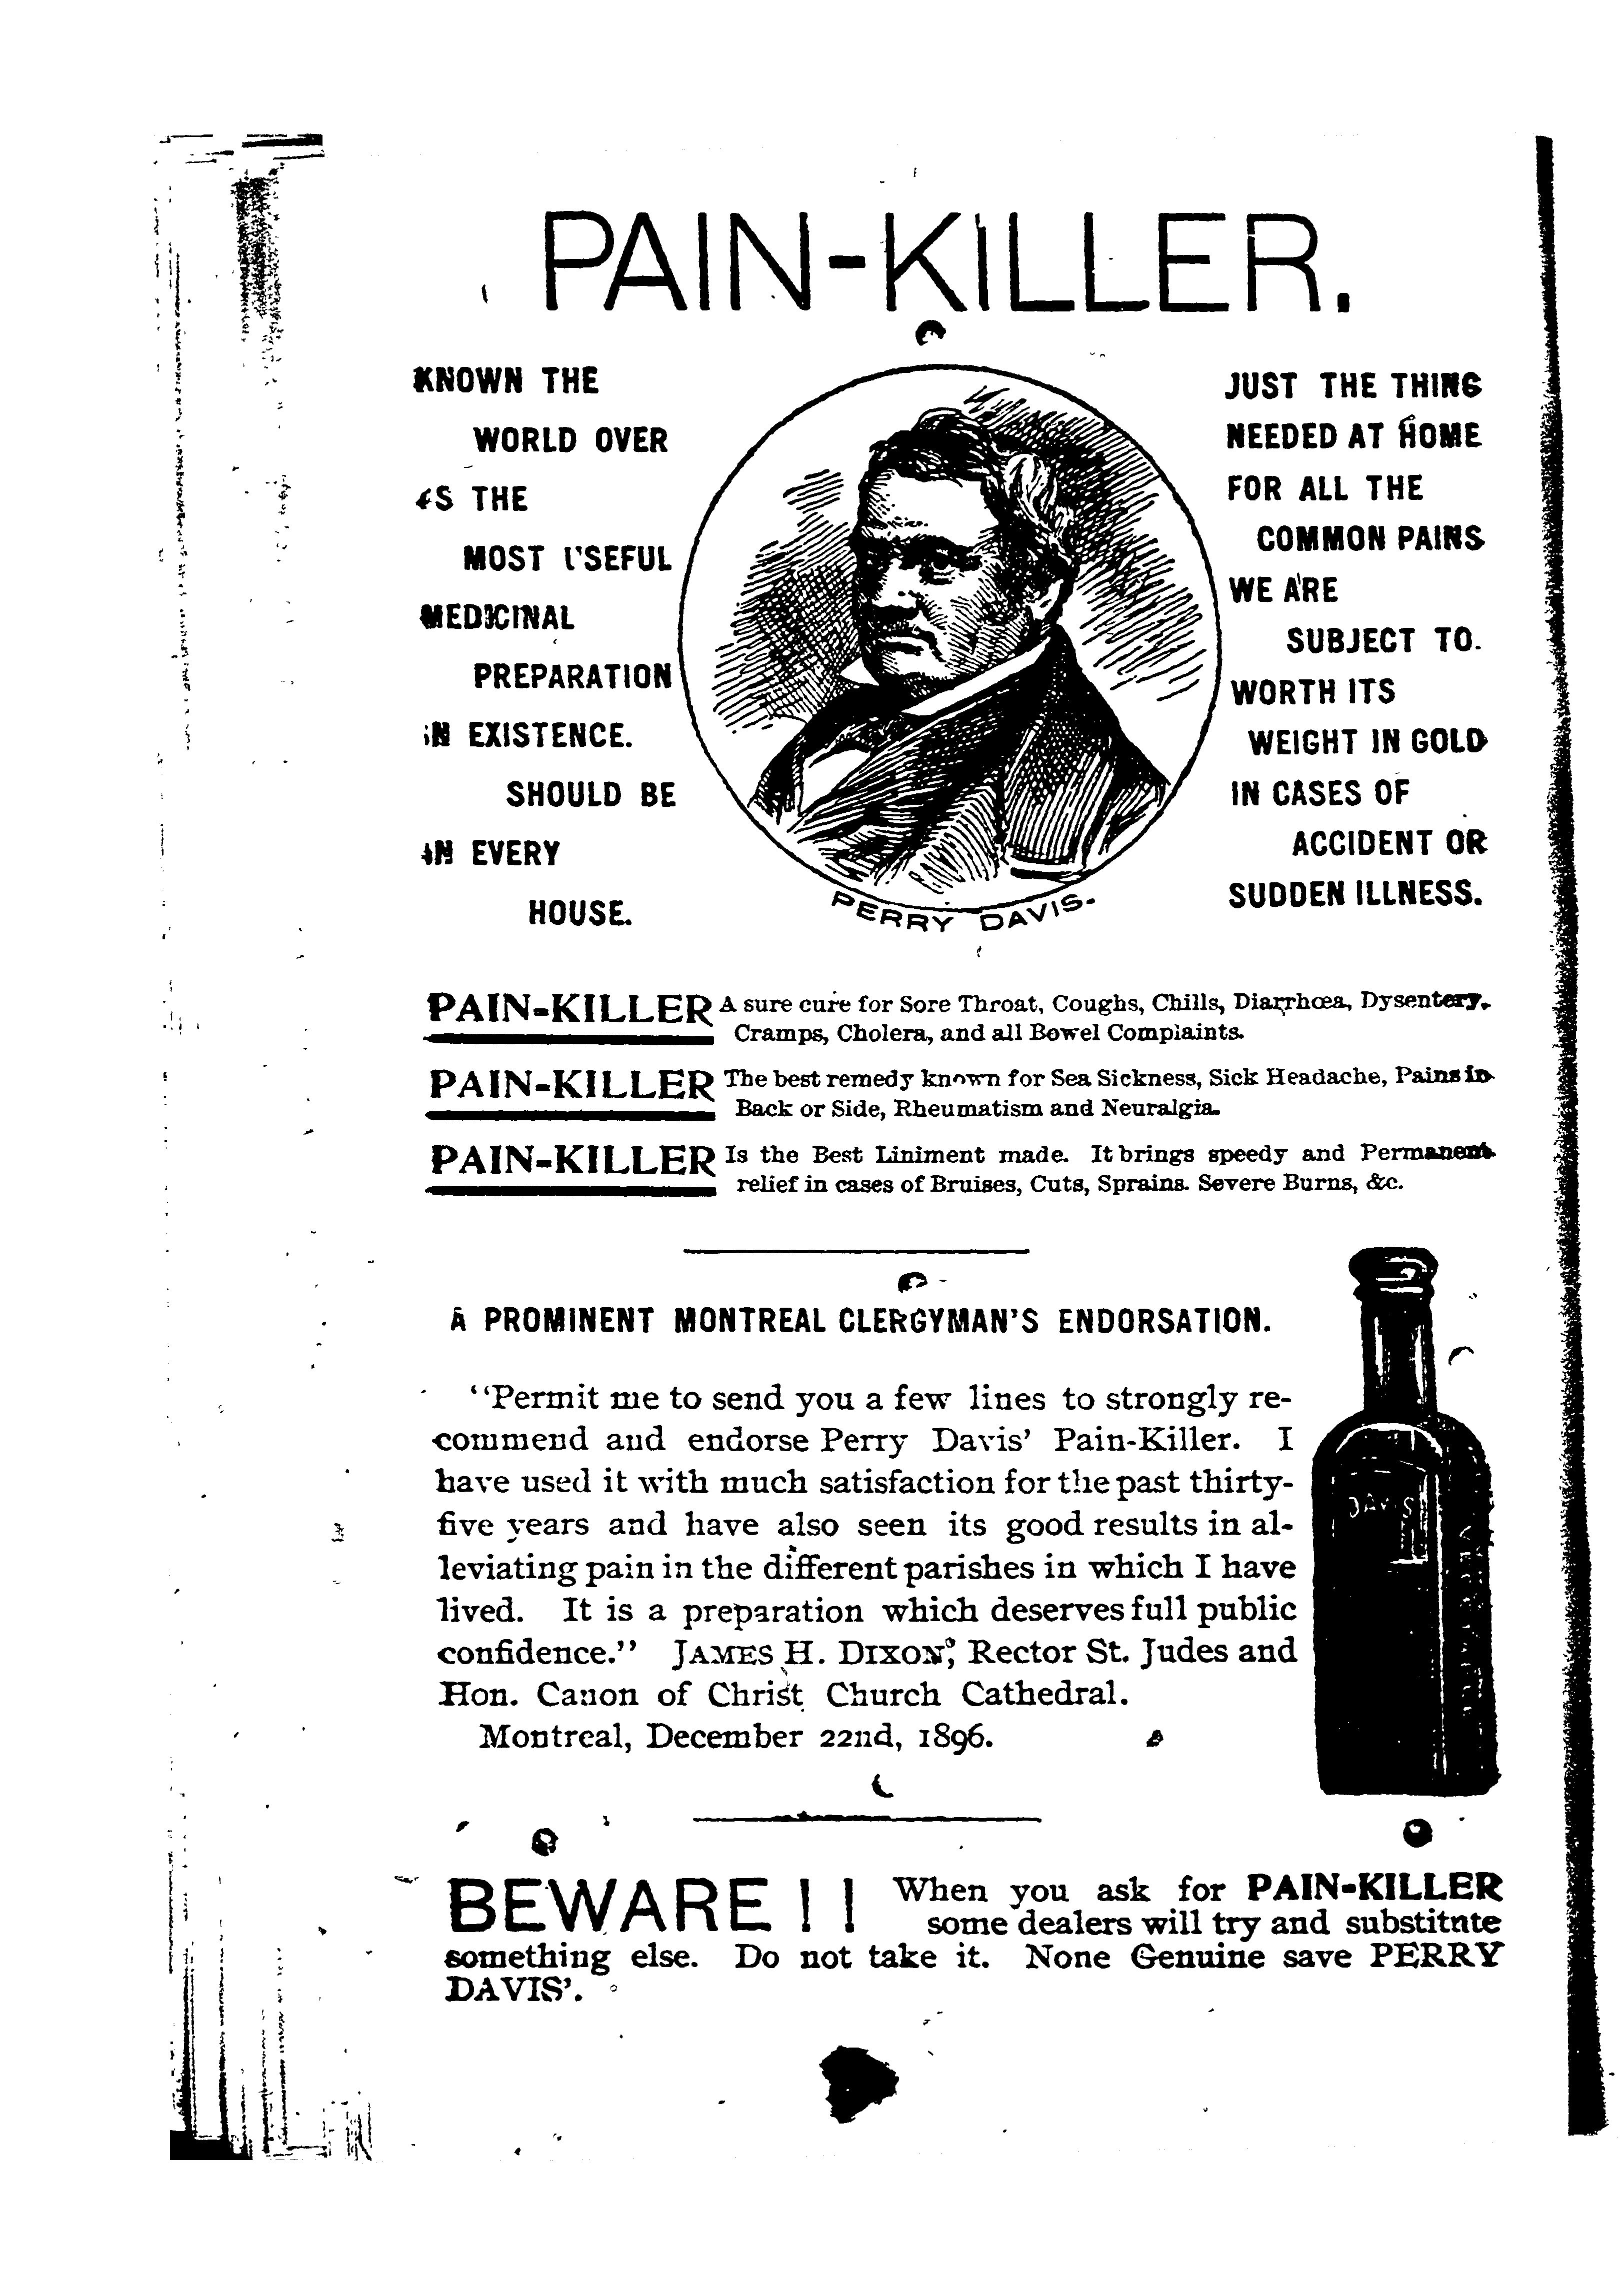 PAIN-KILLER.
KNOWN THE
WORLD OVER
AS THE
MOST USEFUL
MEDICINAL
PREPARATION
IN EXISTENCE.
SHOULD BE
IN EVERY
HOUSE.
PERRY DAVIS.
JUST THE THING
NEEDED AT HOME
FOR ALL THE
COMMON PAINS
WE ARE
SUBJECT TO.
WORTH ITS
WEIGHT IN GOLD
IN CASES OF
ACCIDENT OR
SUDDEN ILLNESS.
PAIN-KILLER A sure cure for Sore Throat, Coughs, Chills, Diarrhœa, Dysentery,
Cramps, Cholera, and all Bowel Complaints.
PAIN-KILLER The best remedy known for Sea Sickness, Sick Headache, Pains in
Back or Side, Rheumatism and Neuralgia.
PAIN-KILLER Is the Best Liniment made. It brings speedy and Permanent
relief in cases of Bruises, Cuts, Sprains. Severe Burns, &c.
A PROMINENT MONTREAL CLERGYMAN'S ENDORSATION.
"Permit me to send you a few lines to strongly re-
commend and endorse Perry Davis' Pain-Killer. I
have used it with much satisfaction for the past thirty-
five years and have also seen its good results in al-
leviating pain in the different parishes in which I have
lived. It is a preparation which deserves full public
confidence." JAMES H. DIXON, Rector St. Judes and
Hon. Canon of Christ Church Cathedral.
Montreal, December 22nd, 1896.
DAVIS
BEWARE!! When you ask for PAIN-KILLER
some dealers will try and substitnte
something else. Do not take it. None Genuine save PERRY
DAVIS'.